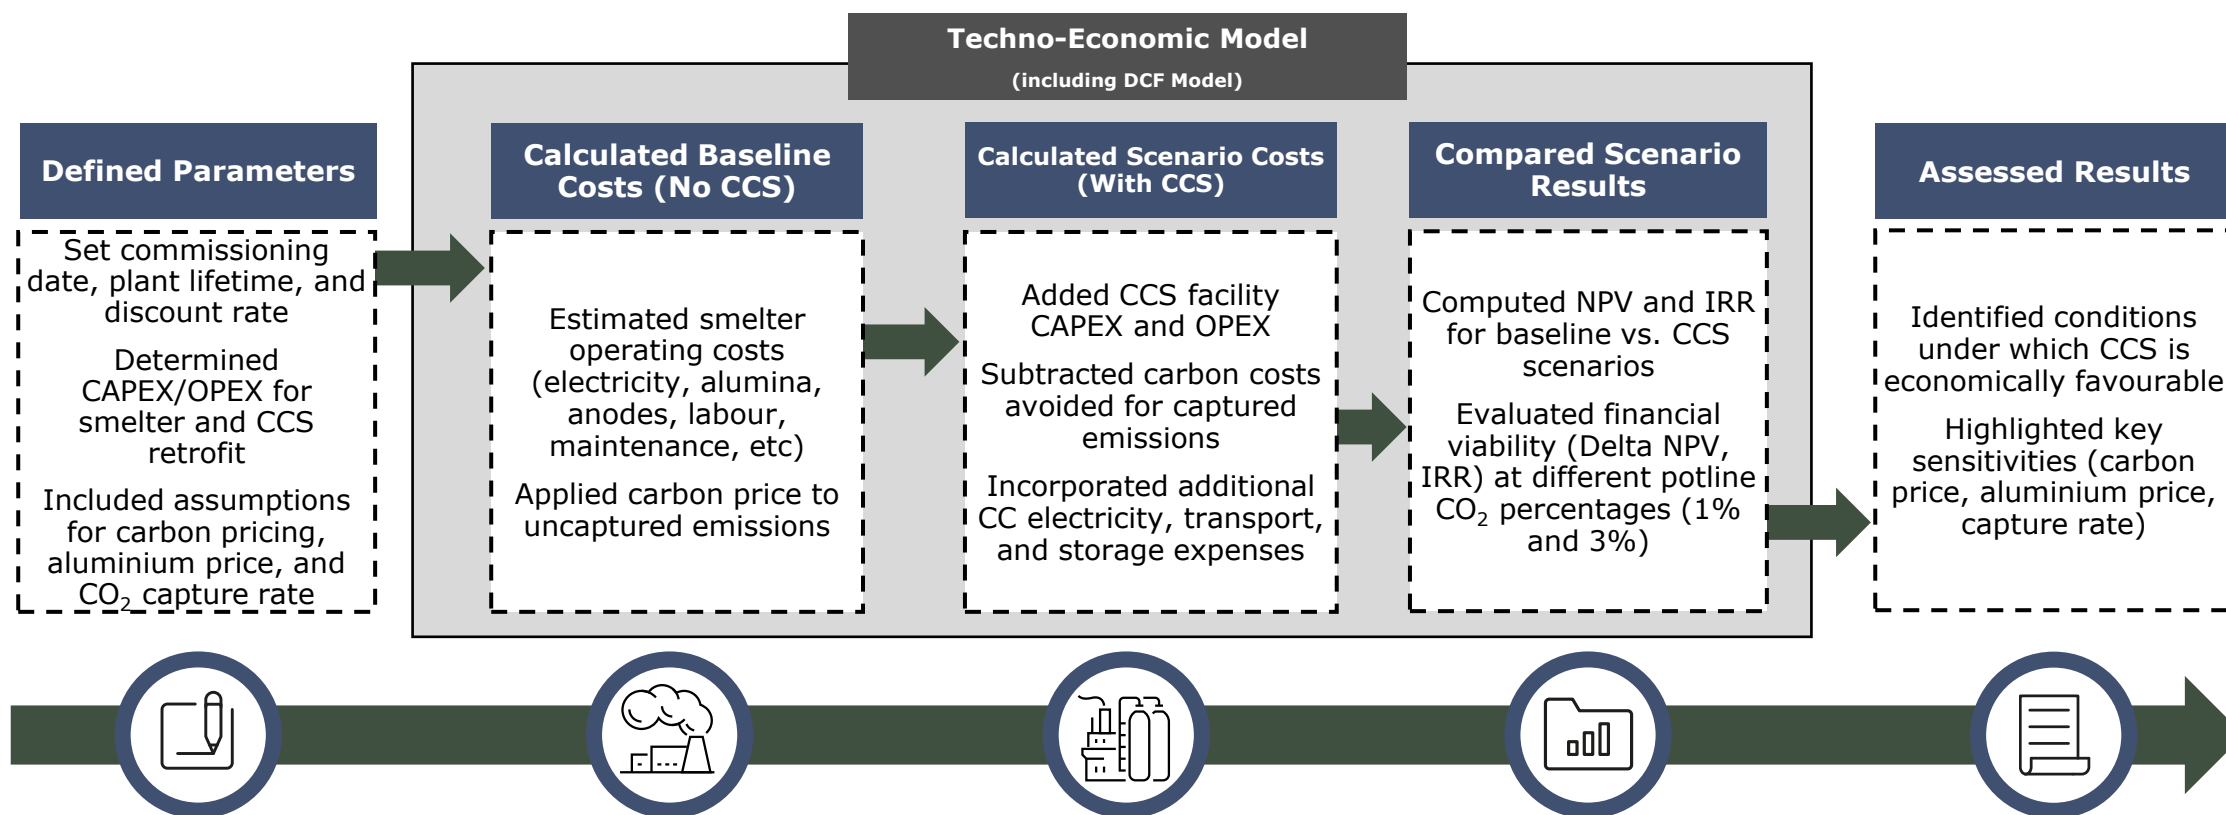 Techno-Economic Model
(including DCF Model)
Defined Parameters
Set commissioning
date, plant lifetime, and
discount rate
Determined
CAPEX/OPEX for
smelter and CCS
retrofit
Included assumptions
for carbon pricing,
aluminium price, and
CO₂ capture rate
Calculated Baseline
Costs (No CCS)
Estimated smelter
operating costs
(electricity, alumina,
anodes, labour,
maintenance, etc)
Applied carbon price to
uncaptured emissions
Calculated Scenario Costs
(With CCS)
Added CCS facility
CAPEX and OPEX
Subtracted carbon costs
avoided for captured
emissions
Incorporated additional
CC electricity, transport,
and storage expenses
Compared Scenario
Results
Computed NPV and IRR
for baseline vs. CCS
scenarios
Evaluated financial
viability (Delta NPV,
IRR) at different potline
CO₂ percentages (1%
and 3%)
Assessed Results
Identified conditions
under which CCS is
economically favourable
Highlighted key
sensitivities (carbon
price, aluminium price,
capture rate)